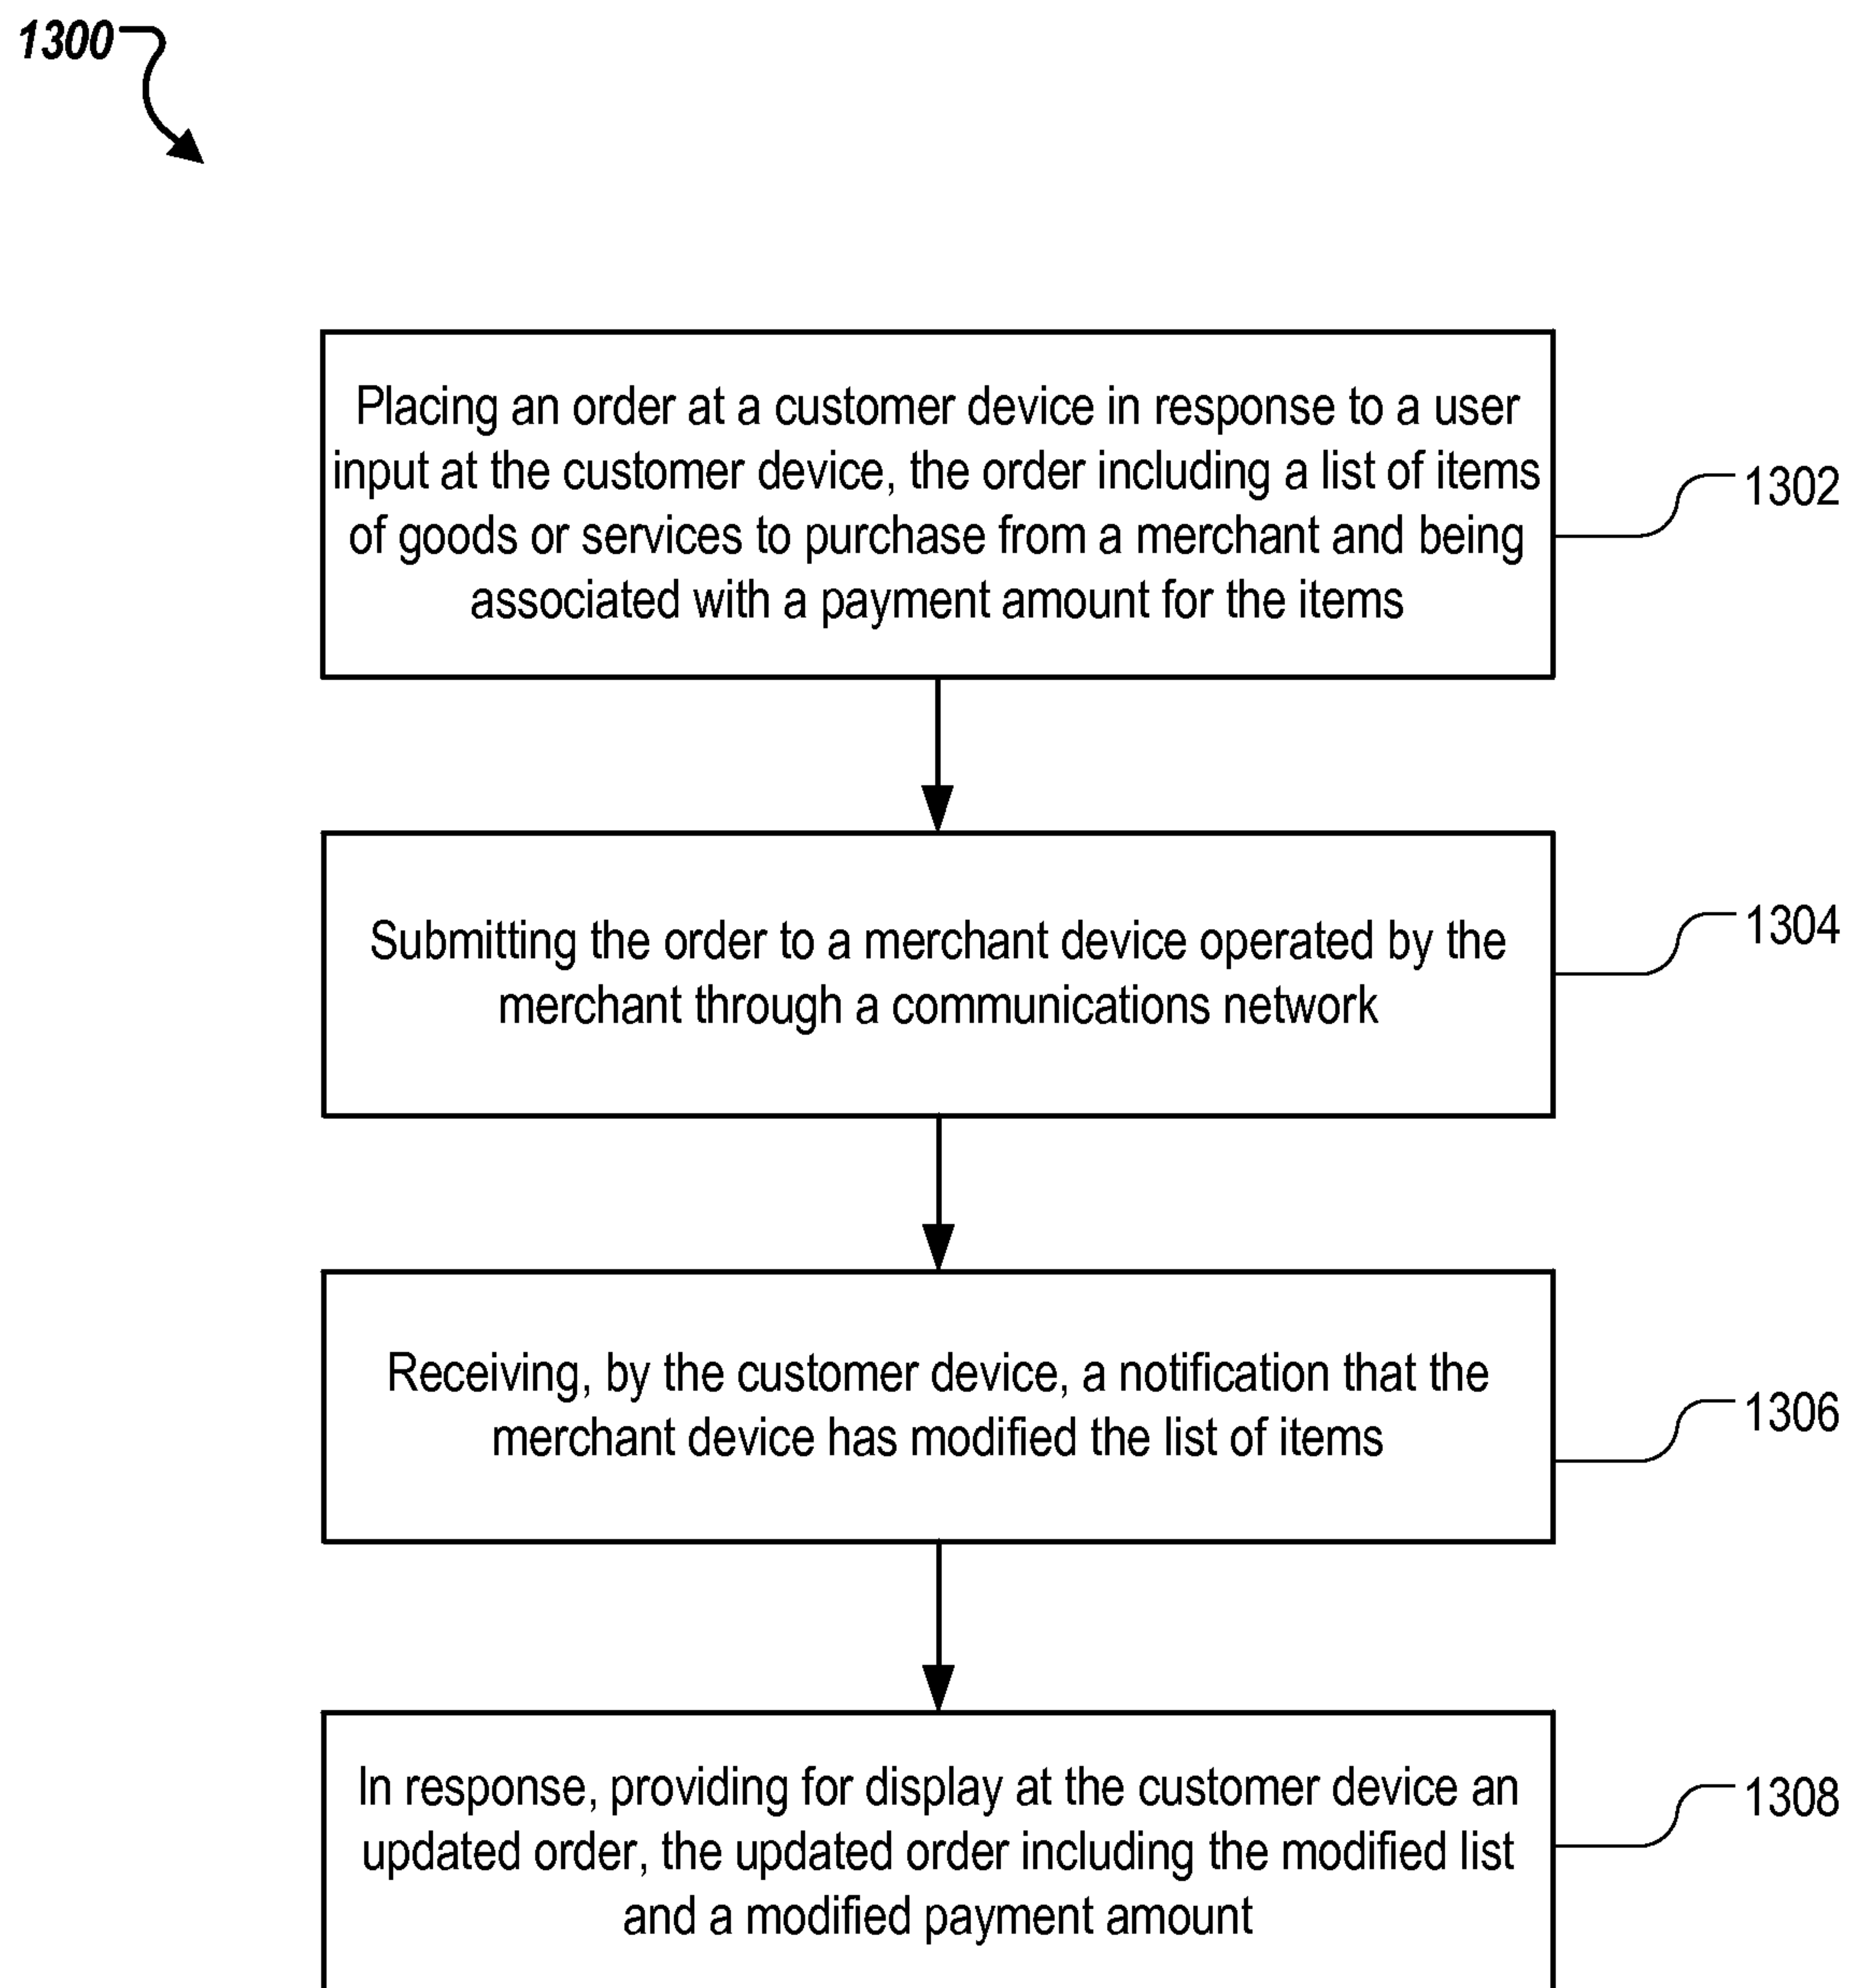 1300
Placing an order at a customer device in response to a user
input at the customer device, the order including a list of items
of goods or services to purchase from a merchant and being
associated with a payment amount for the items
1302
Submitting the order to a merchant device operated by the
merchant through a communications network
1304
Receiving, by the customer device, a notification that the
merchant device has modified the list of items
1306
In response, providing for display at the customer device an
updated order, the updated order including the modified list
and a modified payment amount
1308